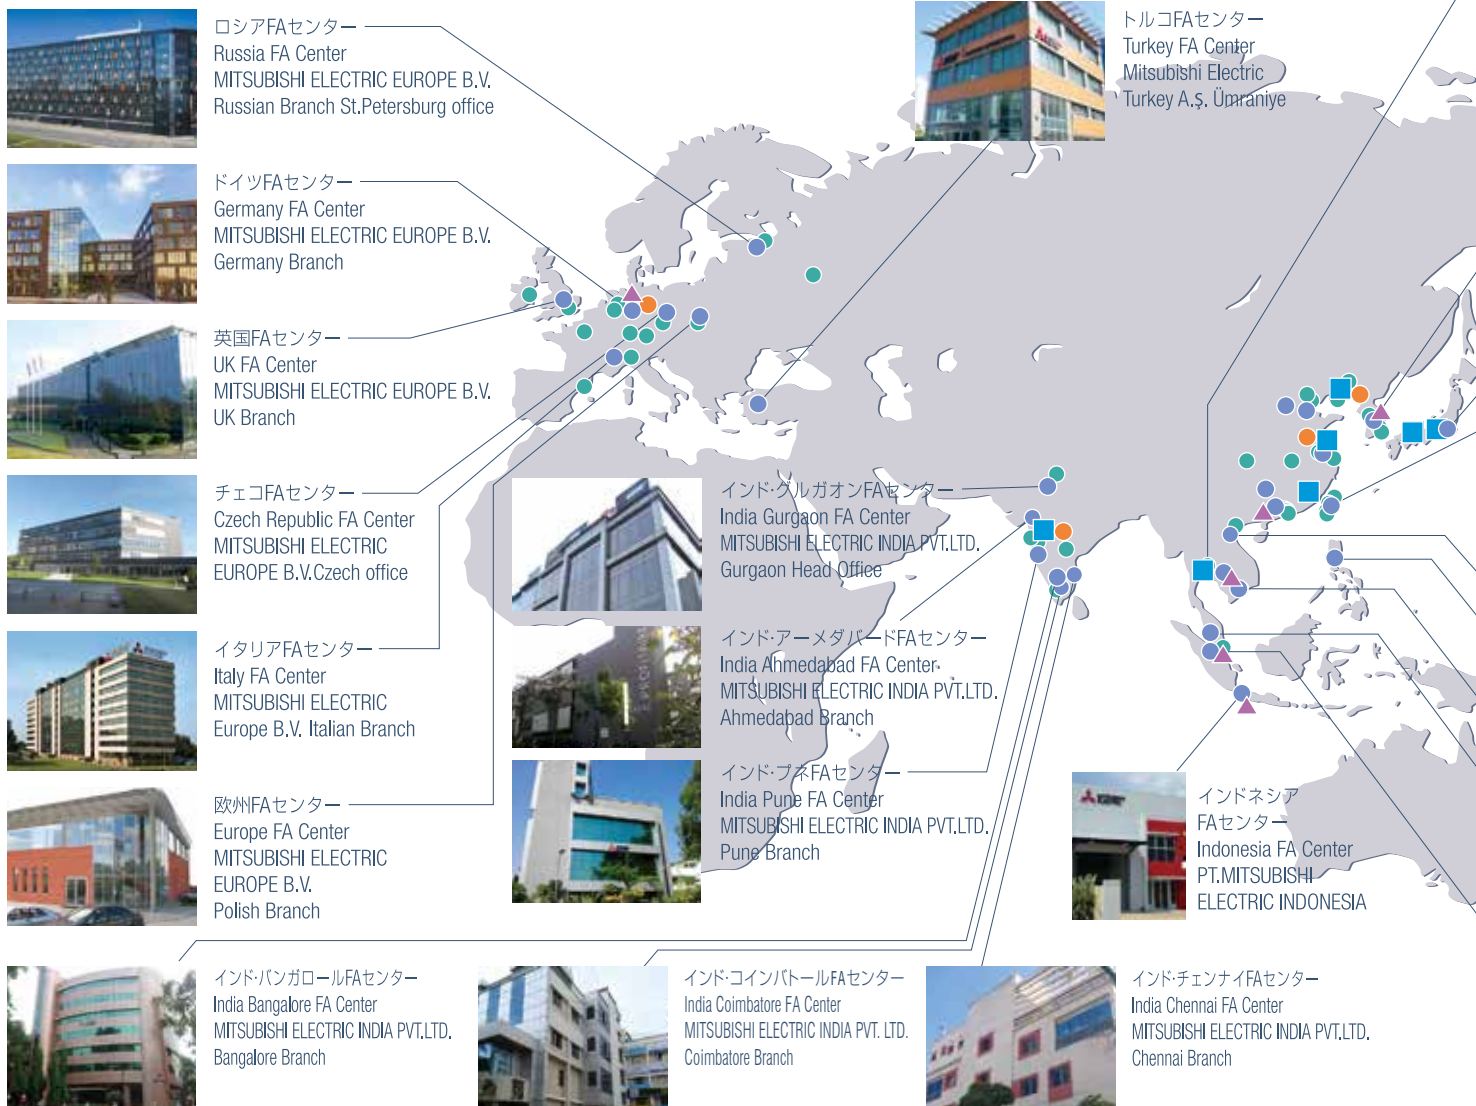 ロシアFAセンター
Russia FA Center
MITSUBISHI ELECTRIC EUROPE B.V.
Russian Branch St.Petersburg office
トルコFAセンター
Turkey FA Center
Mitsubishi Electric
Turkey A.Ş. Ümraniye
ドイツFAセンター
Germany FA Center
MITSUBISHI ELECTRIC EUROPE B.V.
Germany Branch
英国FAセンター
UK FA Center
MITSUBISHI ELECTRIC EUROPE B.V.
UK Branch
チェコFAセンター
Czech Republic FA Center
MITSUBISHI ELECTRIC
EUROPE B.V.Czech office
イタリアFAセンター
Italy FA Center
MITSUBISHI ELECTRIC
Europe B.V. Italian Branch
欧州FAセンター
Europe FA Center
MITSUBISHI ELECTRIC
EUROPE B.V.
Polish Branch
インド･グルガオンFAセンター
India Gurgaon FA Center
MITSUBISHI ELECTRIC INDIA PVT.LTD.
Gurgaon Head Office
インド･アーメダバードFAセンター
India Ahmedabad FA Center
MITSUBISHI ELECTRIC INDIA PVT.LTD.
Ahmedabad Branch
インド･プネFAセンター
India Pune FA Center
MITSUBISHI ELECTRIC INDIA PVT.LTD.
Pune Branch
インドネシア
FAセンター
Indonesia FA Center
PT.MITSUBISHI
ELECTRIC INDONESIA
インド･バンガロールFAセンター
India Bangalore FA Center
MITSUBISHI ELECTRIC INDIA PVT.LTD.
Bangalore Branch
インド･コインバトールFAセンター
India Coimbatore FA Center
MITSUBISHI ELECTRIC INDIA PVT. LTD.
Coimbatore Branch
インド･チェンナイFAセンター
India Chennai FA Center
MITSUBISHI ELECTRIC INDIA PVT.LTD.
Chennai Branch